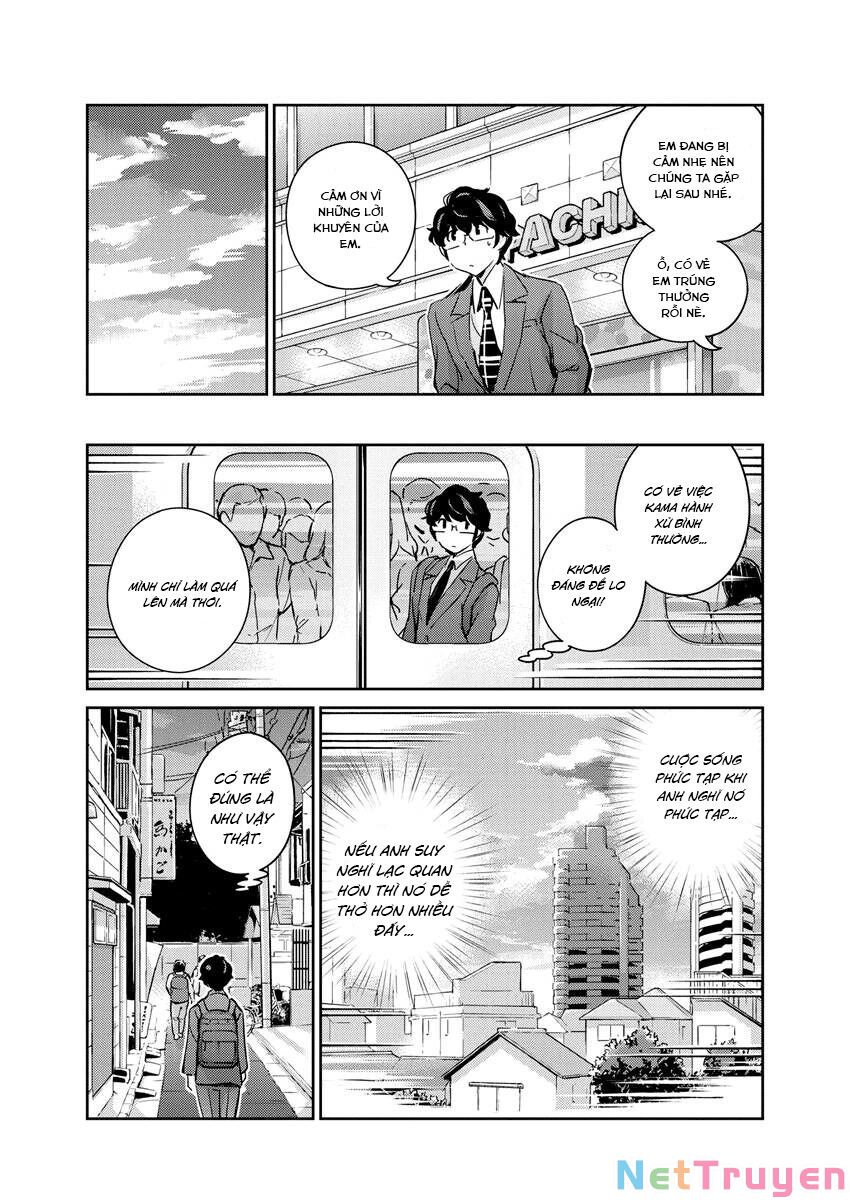 EM ĐANG BỊ
CẢM NHẸ NÊN
CHÚNG TA GẶP
LẠI SAU NHÉ.
Ồ, CÓ VẺ
EM TRÚNG
THƯỞNG
RỒI NÈ.
CẢM ƠN VÌ
NHỮNG LỜI
KHUYÊN CỦA
EM.
PACHI
CÓ VẺ VIỆC
KAMA HÀNH
XỬ BÌNH
THƯỜNG...
KHÔNG
ĐÁNG ĐỂ LO
NGẠI!
MÌNH CHỈ LÀM QUÁ
LÊN MÀ THÔI.
CUỘC SỐNG
PHỨC TẠP KHI
ANH NGHĨ NÓ
PHỨC TẠP...
NẾU ANH SUY
NGHĨ LẠC QUAN
HƠN THÌ NÓ DỄ
THỞ HƠN NHIỀU
ĐẤY...
CÓ THỂ
ĐÚNG LÀ
NHƯ VẬY
THẬT.
NetTruyen